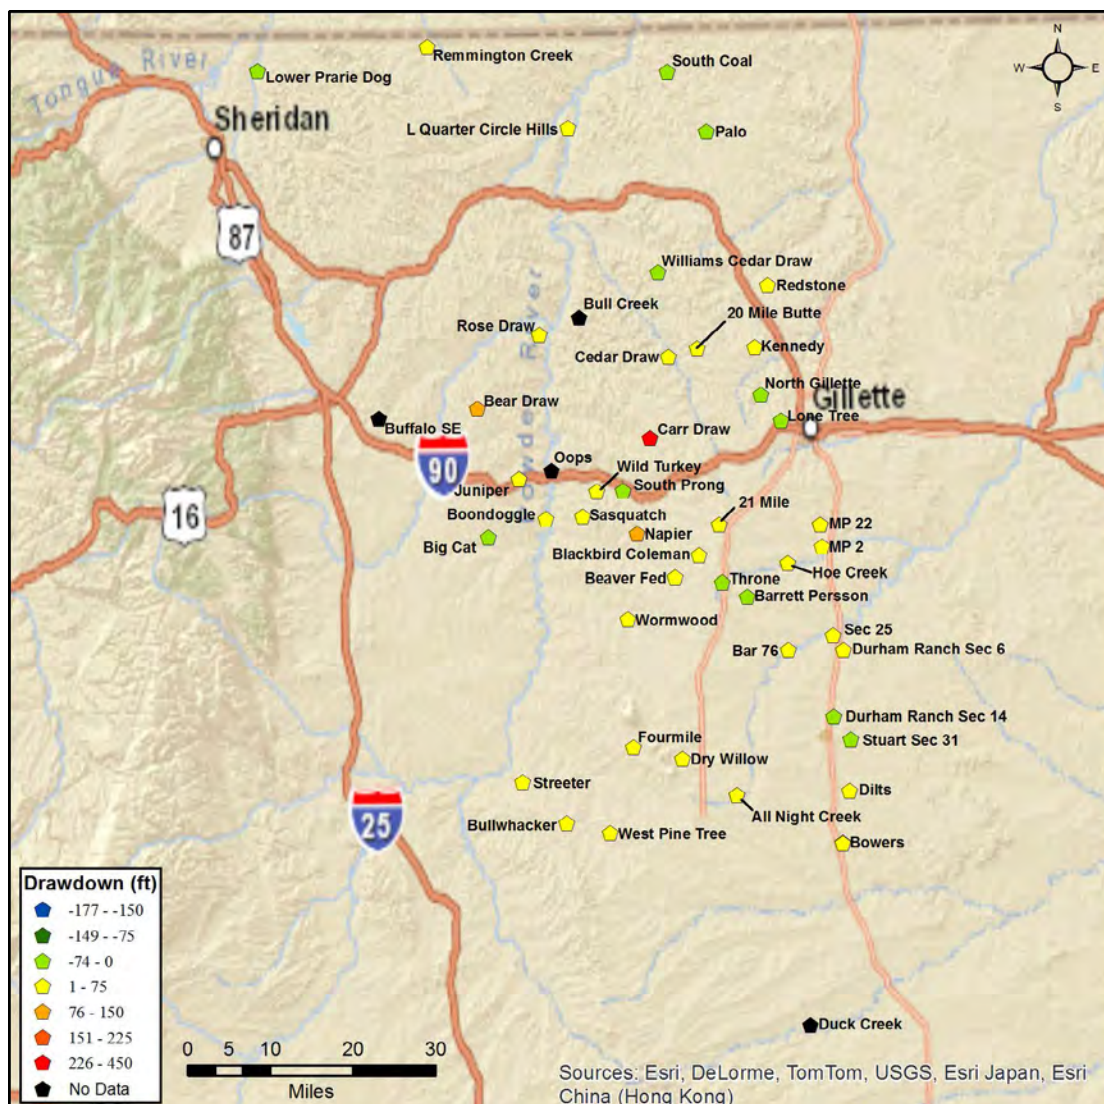 N
W E
S
Remmington Creek
Lower Prarie Dog
South Coal
Tongue River
Sheridan
L Quarter Circle Hills
Palo
87
Williams Cedar Draw
Redstone
Bull Creek
20 Mile Butte
Rose Draw
River
Cedar Draw
Kennedy
North Gillette
Gillette
Bear Draw
Lone Tree
Buffalo SE
Carr Draw
90
Oops
Wild Turkey
Juniper
South Prong
16
21 Mile
Boondoggle
Sasquatch
MP 22
Big Cat
Napier
MP 2
Blackbird Coleman
Hoe Creek
Beaver Fed
Throne
Barrett Persson
Wormwood
Sec 25
Bar 76
Durham Ranch Sec 6
Durham Ranch Sec 14
Stuart Sec 31
Fourmile
Dry Willow
Streeter
Dilts
25
All Night Creek
Bullwhacker
West Pine Tree
Bowers
Duck Creek
Drawdown (ft)
-177 - -150
-149 - -75
-74 - 0
1 - 75
76 - 150
151 - 225
226 - 450
No Data
0 5 10 20 30
Miles
Sources: Esri, DeLorme, TomTom, USGS, Esri Japan, Esri
China (Hong Kong)